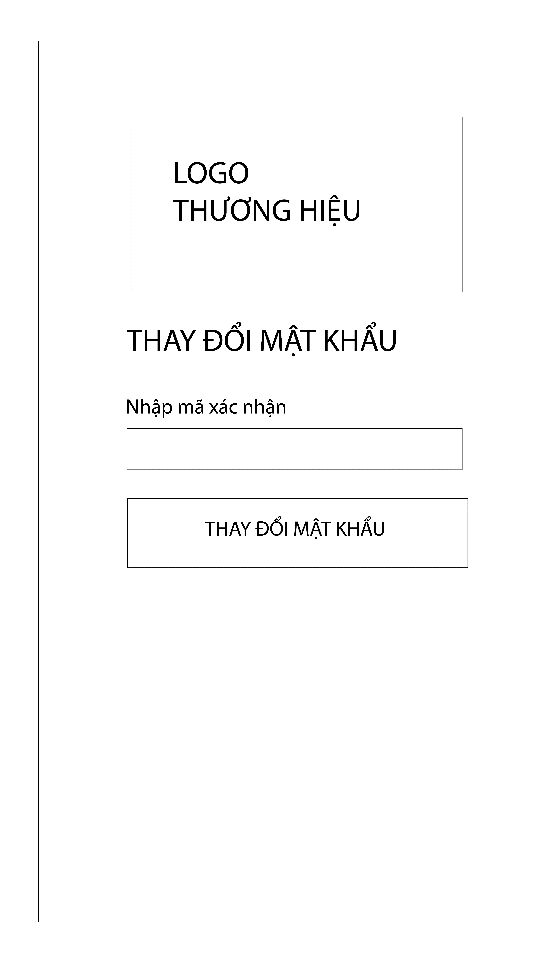 LOGO
THƯƠNG HIỆU
THAY ĐỔI MẬT KHẨU
Nhập mã xác nhận
THAY ĐỔI MẬT KHẨU